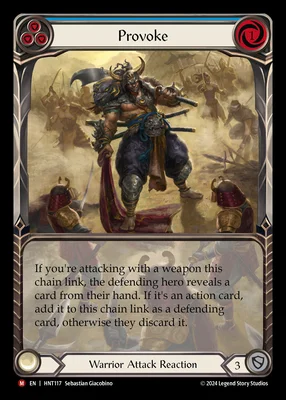 Provoke
If you're attacking with a weapon this
chain link, the defending hero reveals a
card from their hand. If it's an action card,
add it to this chain link as a defending
card, otherwise they discard it.
Warrior Attack Reaction
3
M EN | HNT117 Sebastian Giacobino
© 2024 Legend Story Studios